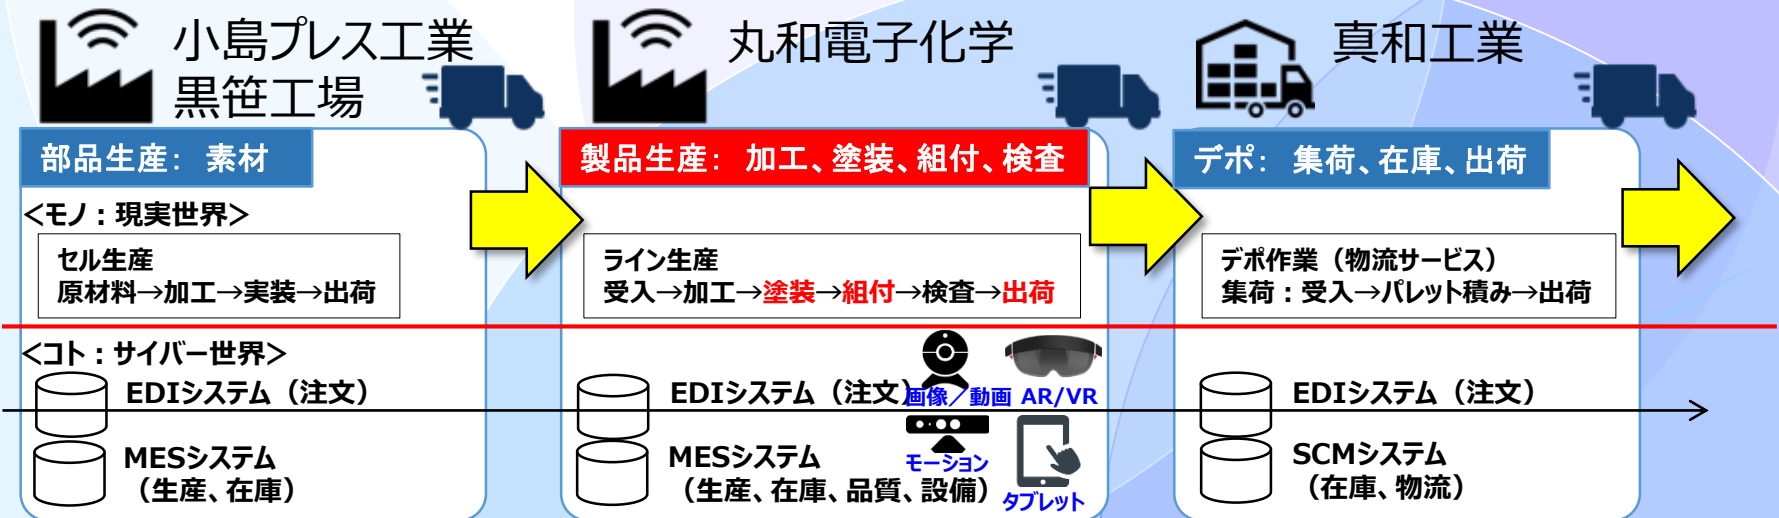 小島プレス工業
黒笹工場
部品生産： 素材
<モノ：現実世界>
セル生産
原材料→加工→実装→出荷
<コト：サイバー世界>
EDIシステム（注文）
MESシステム
（生産、在庫）
丸和電子化学
製品生産： 加工、塗装、組付、検査
ライン生産
受入→加工→塗装→組付→検査→出荷
EDIシステム（注文）
画像／動画 AR/VR
MESシステム
（生産、在庫、品質、設備）
モーション
タブレット
真和工業
デポ： 集荷、在庫、出荷
デポ作業（物流サービス）
集荷：受入→パレット積み→出荷
EDIシステム（注文）
SCMシステム
（在庫、物流）